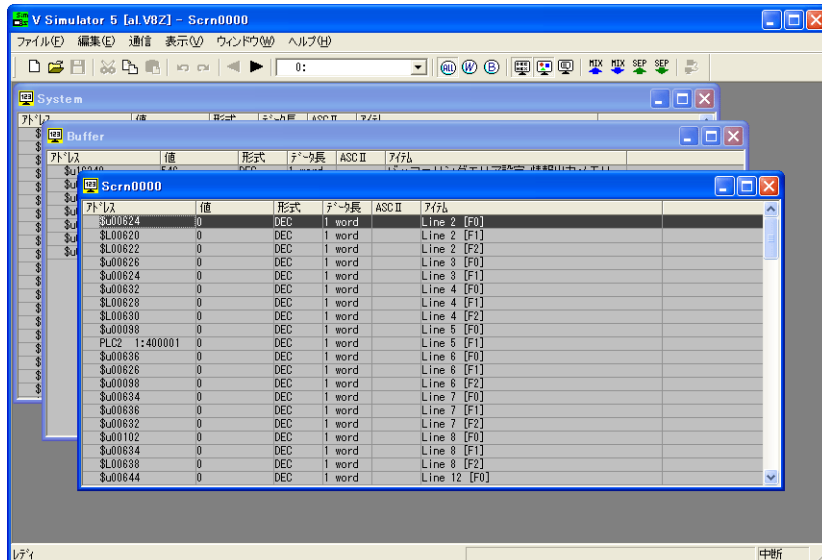 V Simulator 5 [al.V8Z] - Scrn0000
ファイル(F) 編集(E) 通信 表示(V) ウィンドウ(W) ヘルプ(H)
0: ALL W B MIX MIX SEP SEP
System
ｱﾄﾞﾚｽ 値 形式 ﾃﾞｰﾀ長 ASCⅡ ｱｲﾃﾑ
Buffer
ｱﾄﾞﾚｽ 値 形式 ﾃﾞｰﾀ長 ASCⅡ ｱｲﾃﾑ
Scrn0000
ｱﾄﾞﾚｽ 値 形式 ﾃﾞｰﾀ長 ASCⅡ ｱｲﾃﾑ
$u00624 0 DEC 1 word Line 2 [F0]
$L00620 0 DEC 1 word Line 2 [F1]
$L00622 0 DEC 1 word Line 2 [F2]
$u00626 0 DEC 1 word Line 3 [F0]
$u00624 0 DEC 1 word Line 3 [F1]
$u00632 0 DEC 1 word Line 4 [F0]
$L00628 0 DEC 1 word Line 4 [F1]
$L00630 0 DEC 1 word Line 4 [F2]
$u00098 0 DEC 1 word Line 5 [F0]
PLC2 1:400001 0 DEC 1 word Line 5 [F1]
$u00636 0 DEC 1 word Line 6 [F0]
$u00626 0 DEC 1 word Line 6 [F1]
$u00098 0 DEC 1 word Line 6 [F2]
$u00634 0 DEC 1 word Line 7 [F0]
$u00636 0 DEC 1 word Line 7 [F1]
$u00632 0 DEC 1 word Line 7 [F2]
$u00102 0 DEC 1 word Line 8 [F0]
$u00634 0 DEC 1 word Line 8 [F1]
$L00638 0 DEC 1 word Line 8 [F2]
$u00644 0 DEC 1 word Line 12 [F0]
ﾚﾃﾞｨ 中断